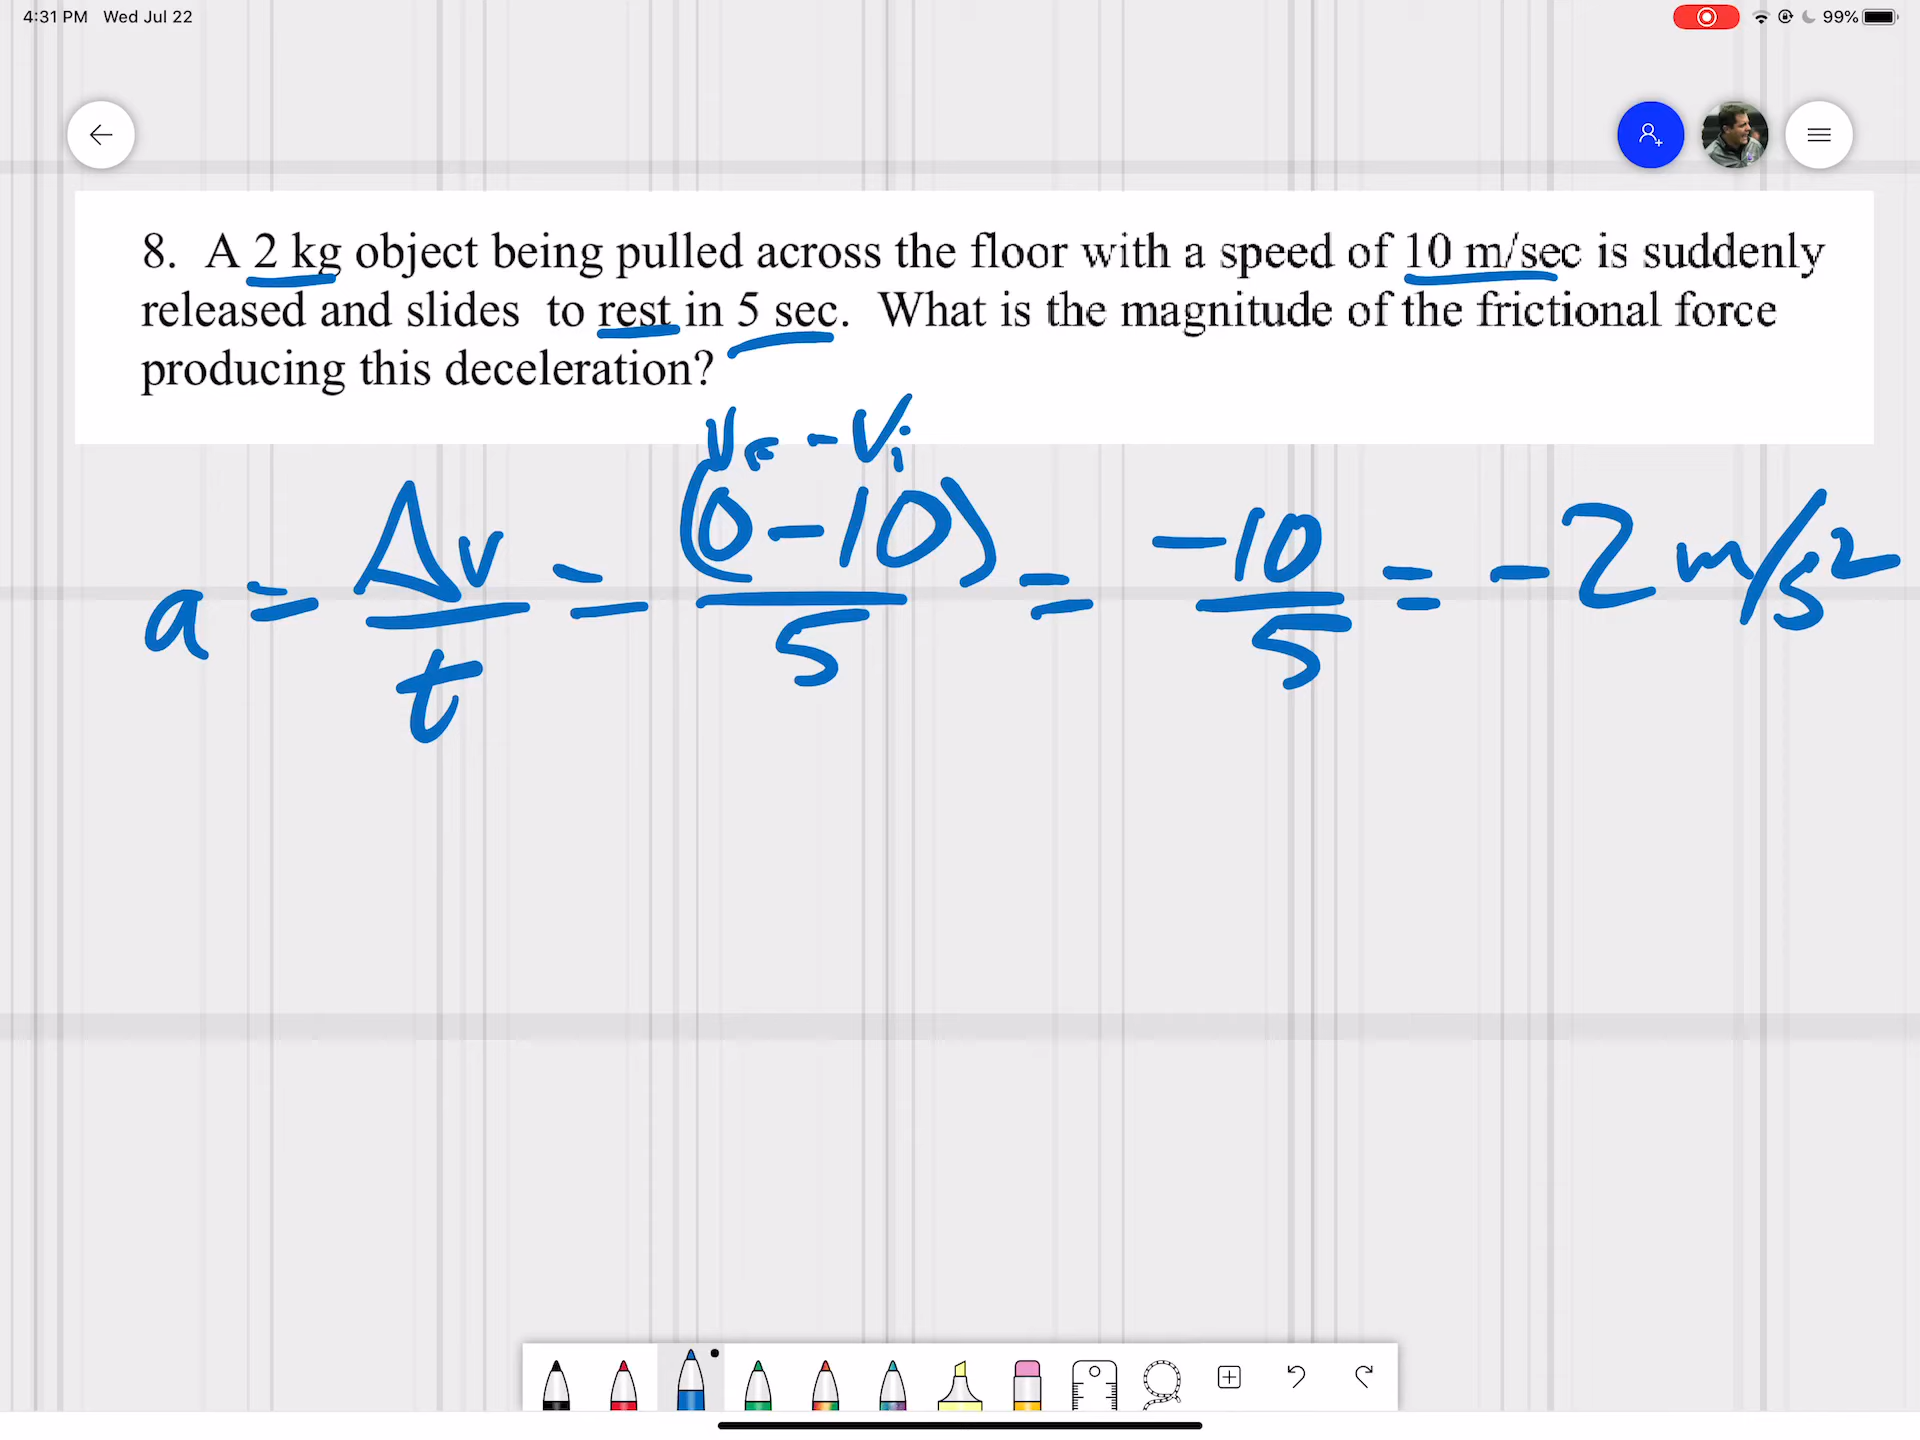 4:31 PM Wed Jul 22
99%
8. A 2 kg object being pulled across the floor with a speed of 10 m/sec is suddenly
released and slides to rest in 5 sec. What is the magnitude of the frictional force
producing this deceleration?
VF - Vi
a = Δv/t = (0-10)/5 = -10/5 = -2 m/s²